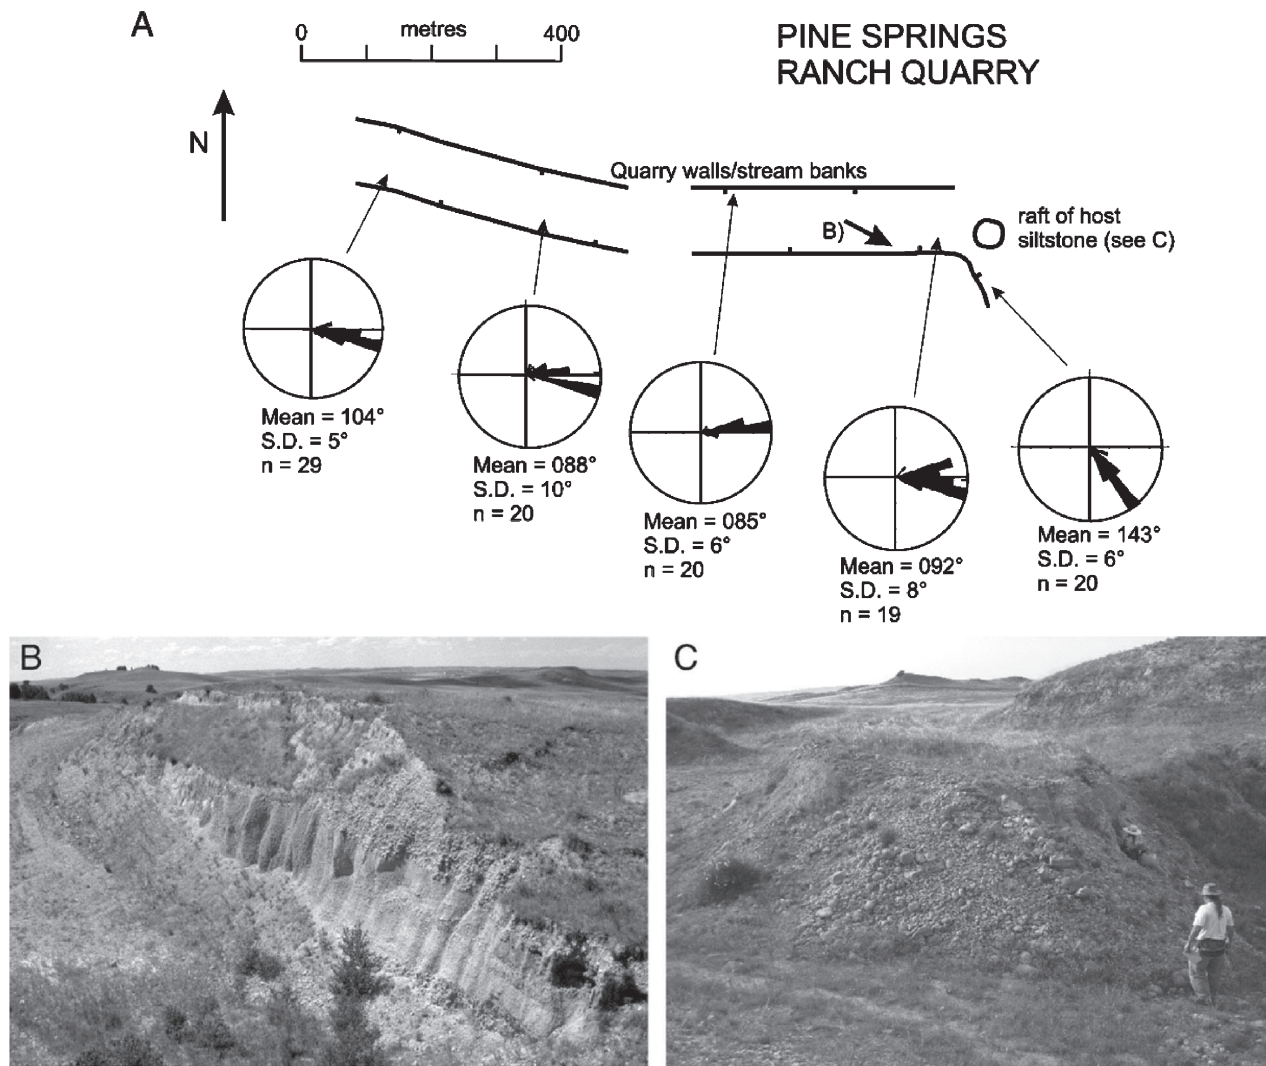 A
0 metres 400
PINE SPRINGS
RANCH QUARRY
N
Quarry walls/stream banks
B)
raft of host
siltstone (see C)
Mean = 104°
S.D. = 5°
n = 29
Mean = 088°
S.D. = 10°
n = 20
Mean = 085°
S.D. = 6°
n = 20
Mean = 092°
S.D. = 8°
n = 19
Mean = 143°
S.D. = 6°
n = 20
B
C